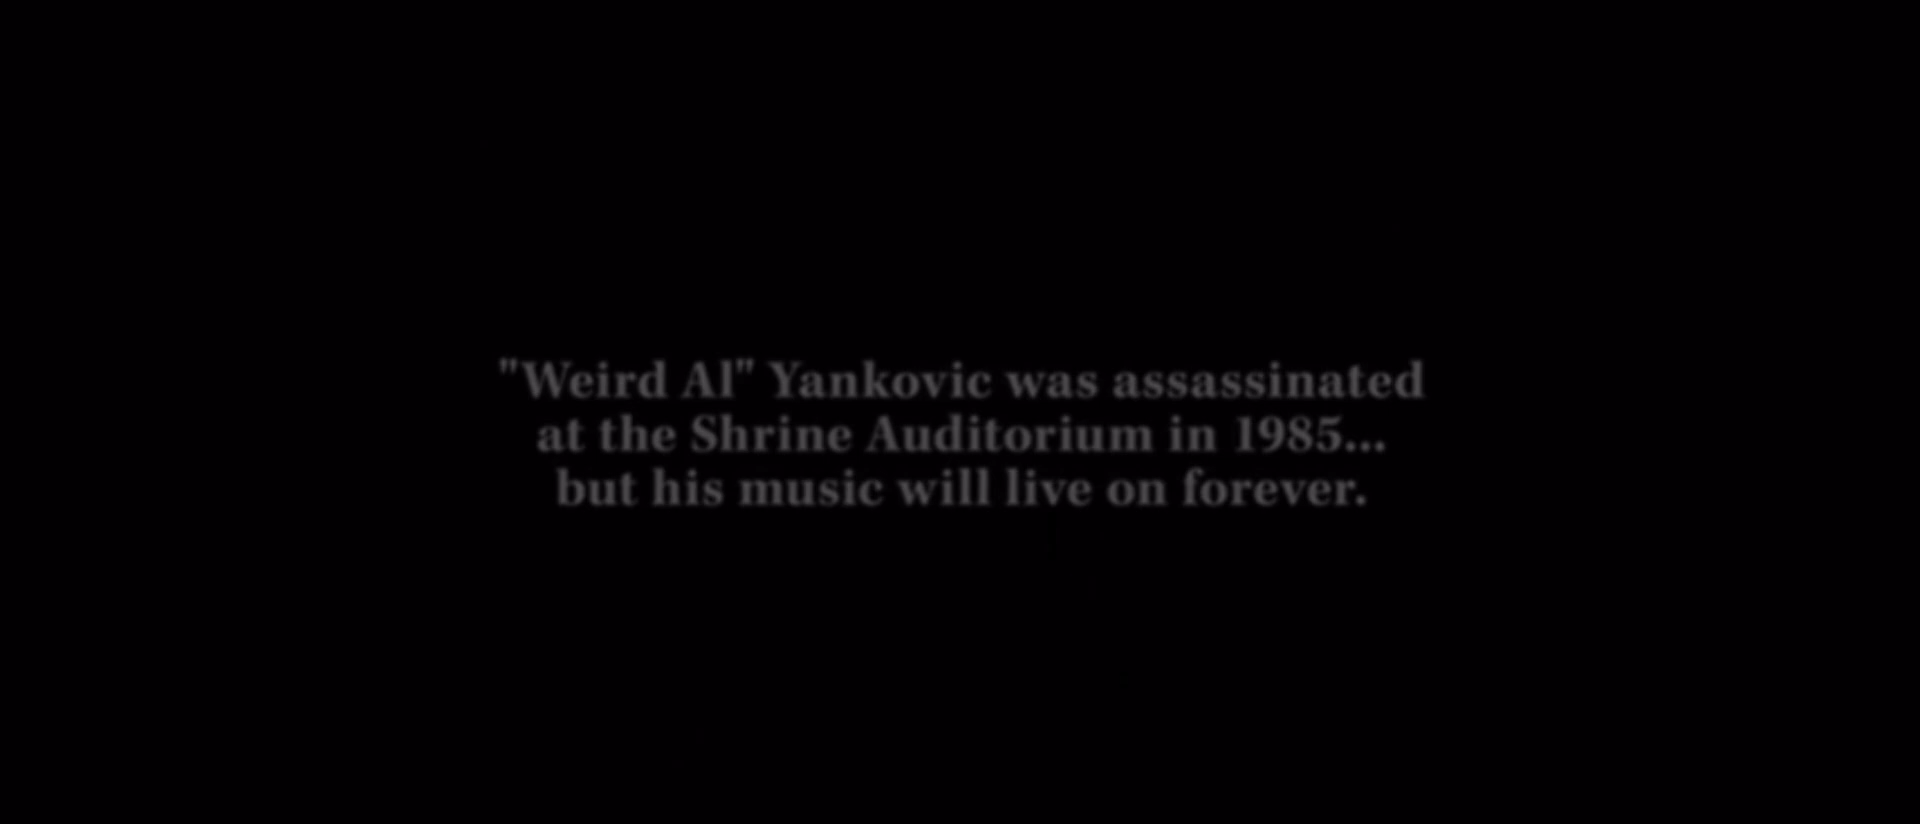 "Weird Al" Yankovic was assassinated
at the Shrine Auditorium in 1985...
but his music will live on forever.